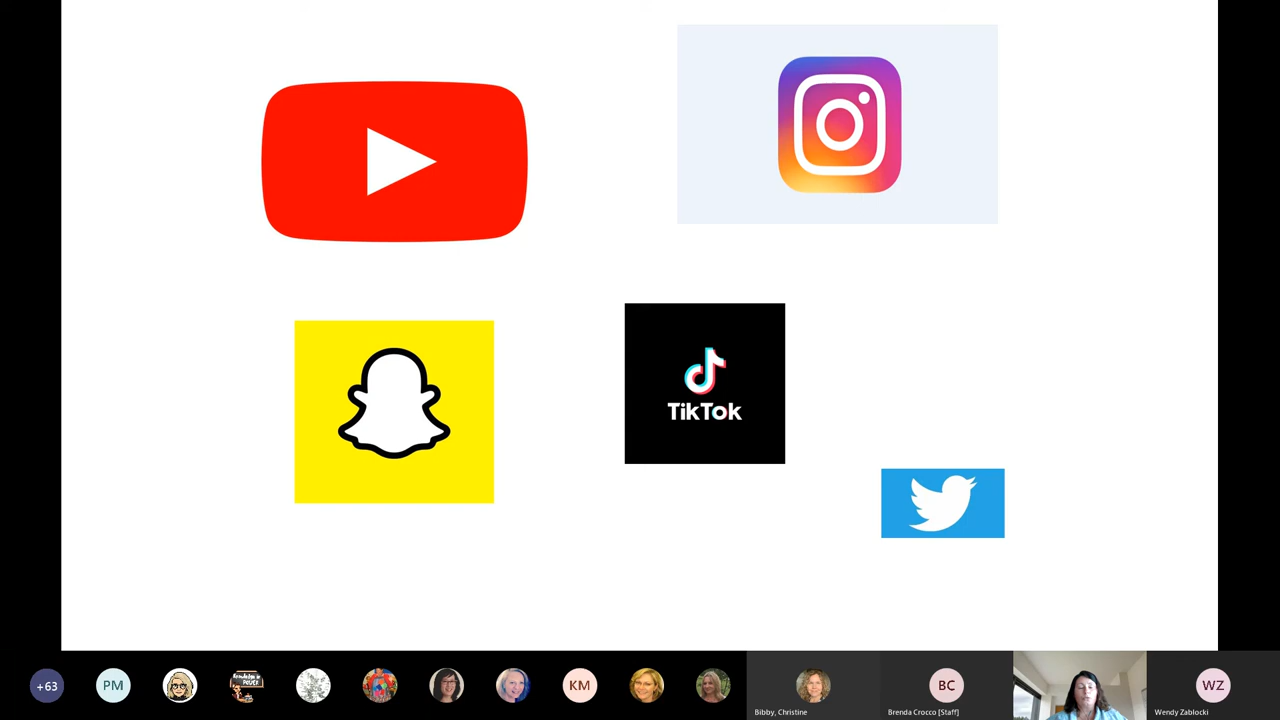 TikTok
+63
PM
KM
BC
WZ
Bibby, Christine
Brenda Crocco [Staff]
Wendy Zablocki